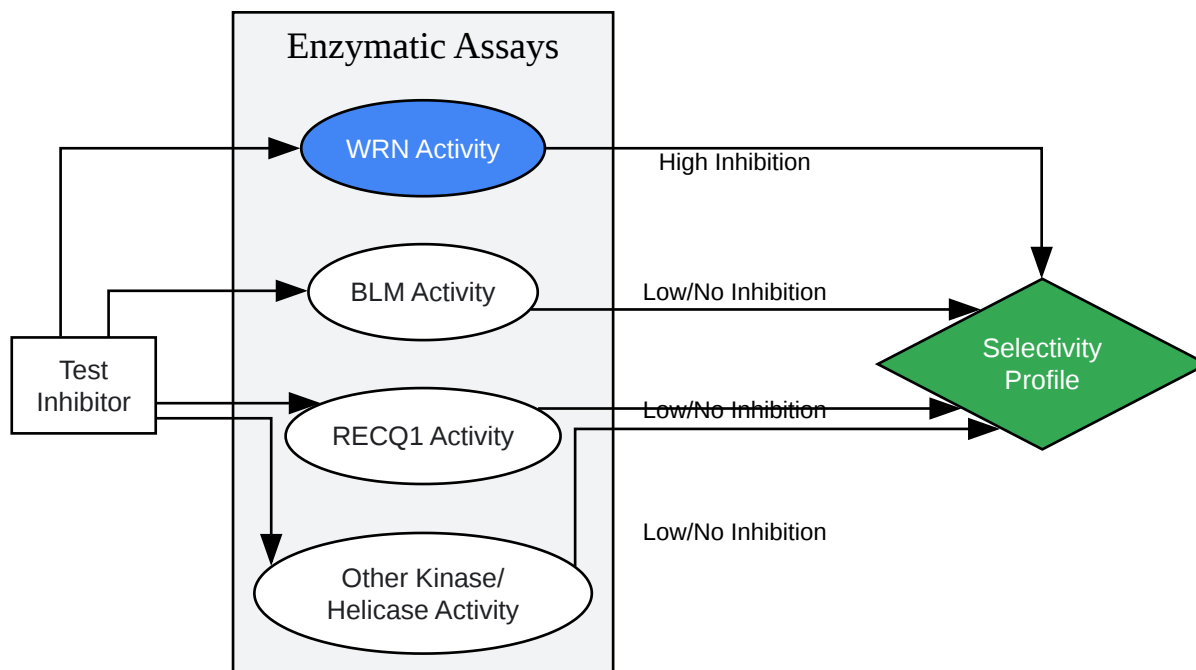 Enzymatic Assays
WRN Activity
High Inhibition
BLM Activity
Low/No Inhibition
Test
Inhibitor
Selectivity
Profile
RECQ1 Activity
Low/No Inhibition
Low/No Inhibition
Other Kinase/
Helicase Activity